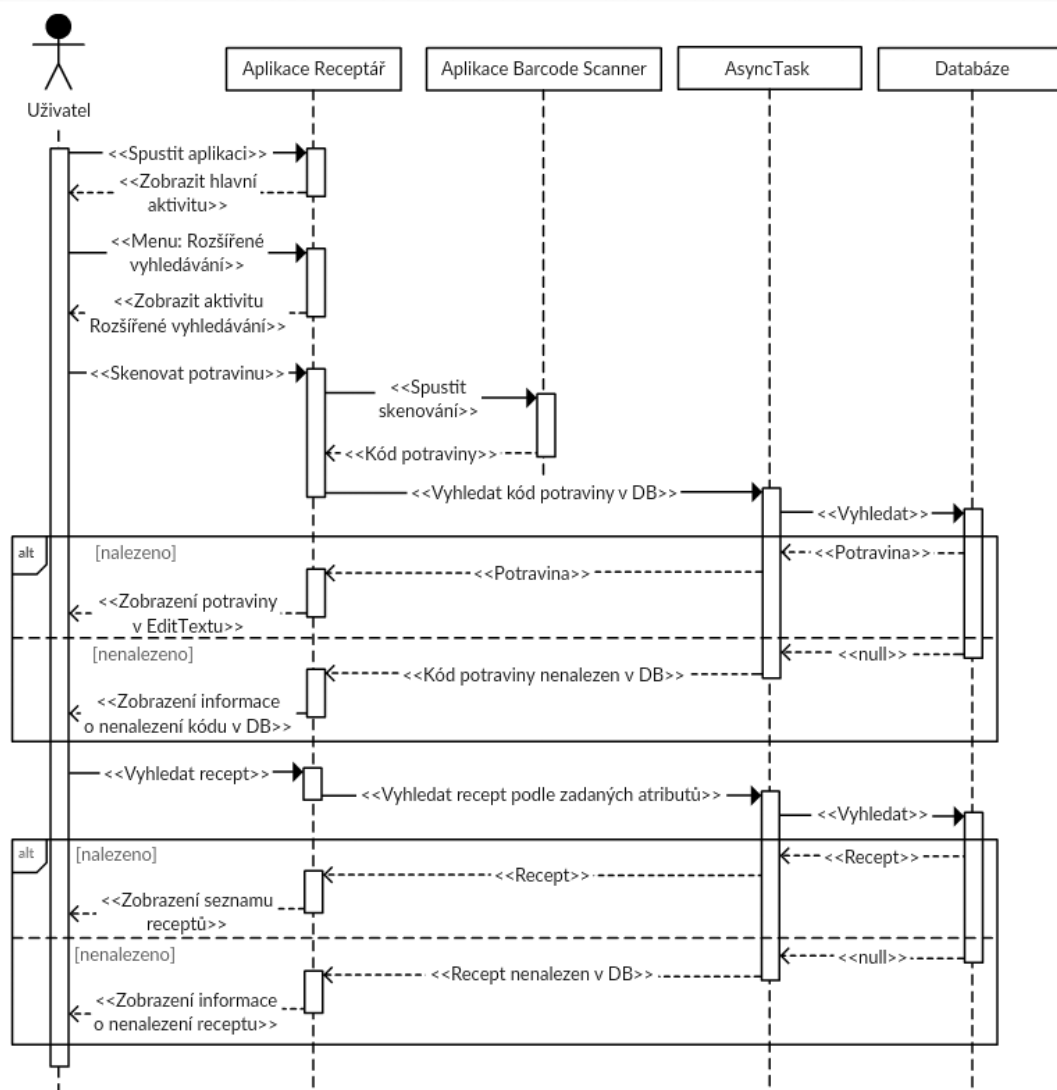 Uživatel
Aplikace Receptář
Aplikace Barcode Scanner
AsyncTask
Databáze
<<Spustit aplikaci>>
<<Zobrazit hlavní
aktivitu>>
<<Menu: Rozšířené
vyhledávání>>
<<Zobrazit aktivitu
Rozšířené vyhledávání>>
<<Skenovat potravinu>>
<<Spustit
skenování>>
<<Kód potraviny>>
<<Vyhledat kód potraviny v DB>>
<<Vyhledat>>
alt
[nalezeno]
<<Potravina>>
<<Potravina>>
<<Zobrazení potraviny
v EditTextu>>
[nenalezeno]
<<null>>
<<Kód potraviny nenalezen v DB>>
<<Zobrazení informace
o nenalezení kódu v DB>>
<<Vyhledat recept>>
<<Vyhledat recept podle zadaných atributů>>
<<Vyhledat>>
alt
[nalezeno]
<<Recept>>
<<Recept>>
<<Zobrazení seznamu
receptů>>
[nenalezeno]
<<null>>
<<Recept nenalezen v DB>>
<<Zobrazení informace
o nenalezení receptu>>